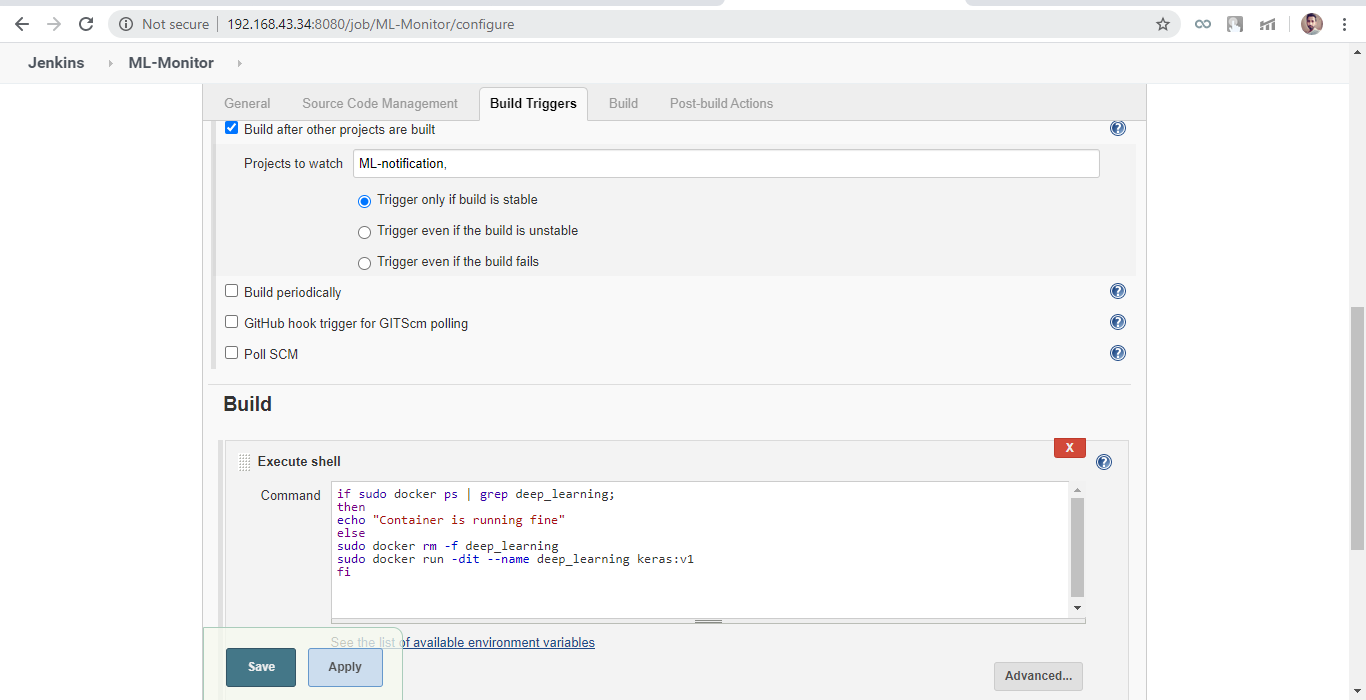 Not secure 192.168.43.34:8080/job/ML-Monitor/configure
Jenkins ML-Monitor
General Source Code Management Build Triggers Build Post-build Actions
Build after other projects are built
Projects to watch ML-notification,
Trigger only if build is stable
Trigger even if the build is unstable
Trigger even if the build fails
Build periodically
GitHub hook trigger for GITScm polling
Poll SCM
Build
X
Execute shell
Command
if sudo docker ps | grep deep_learning;
then
echo "Container is running fine"
else
sudo docker rm -f deep_learning
sudo docker run -dit --name deep_learning keras:v1
fi
See the list of available environment variables
Save Apply
Advanced...